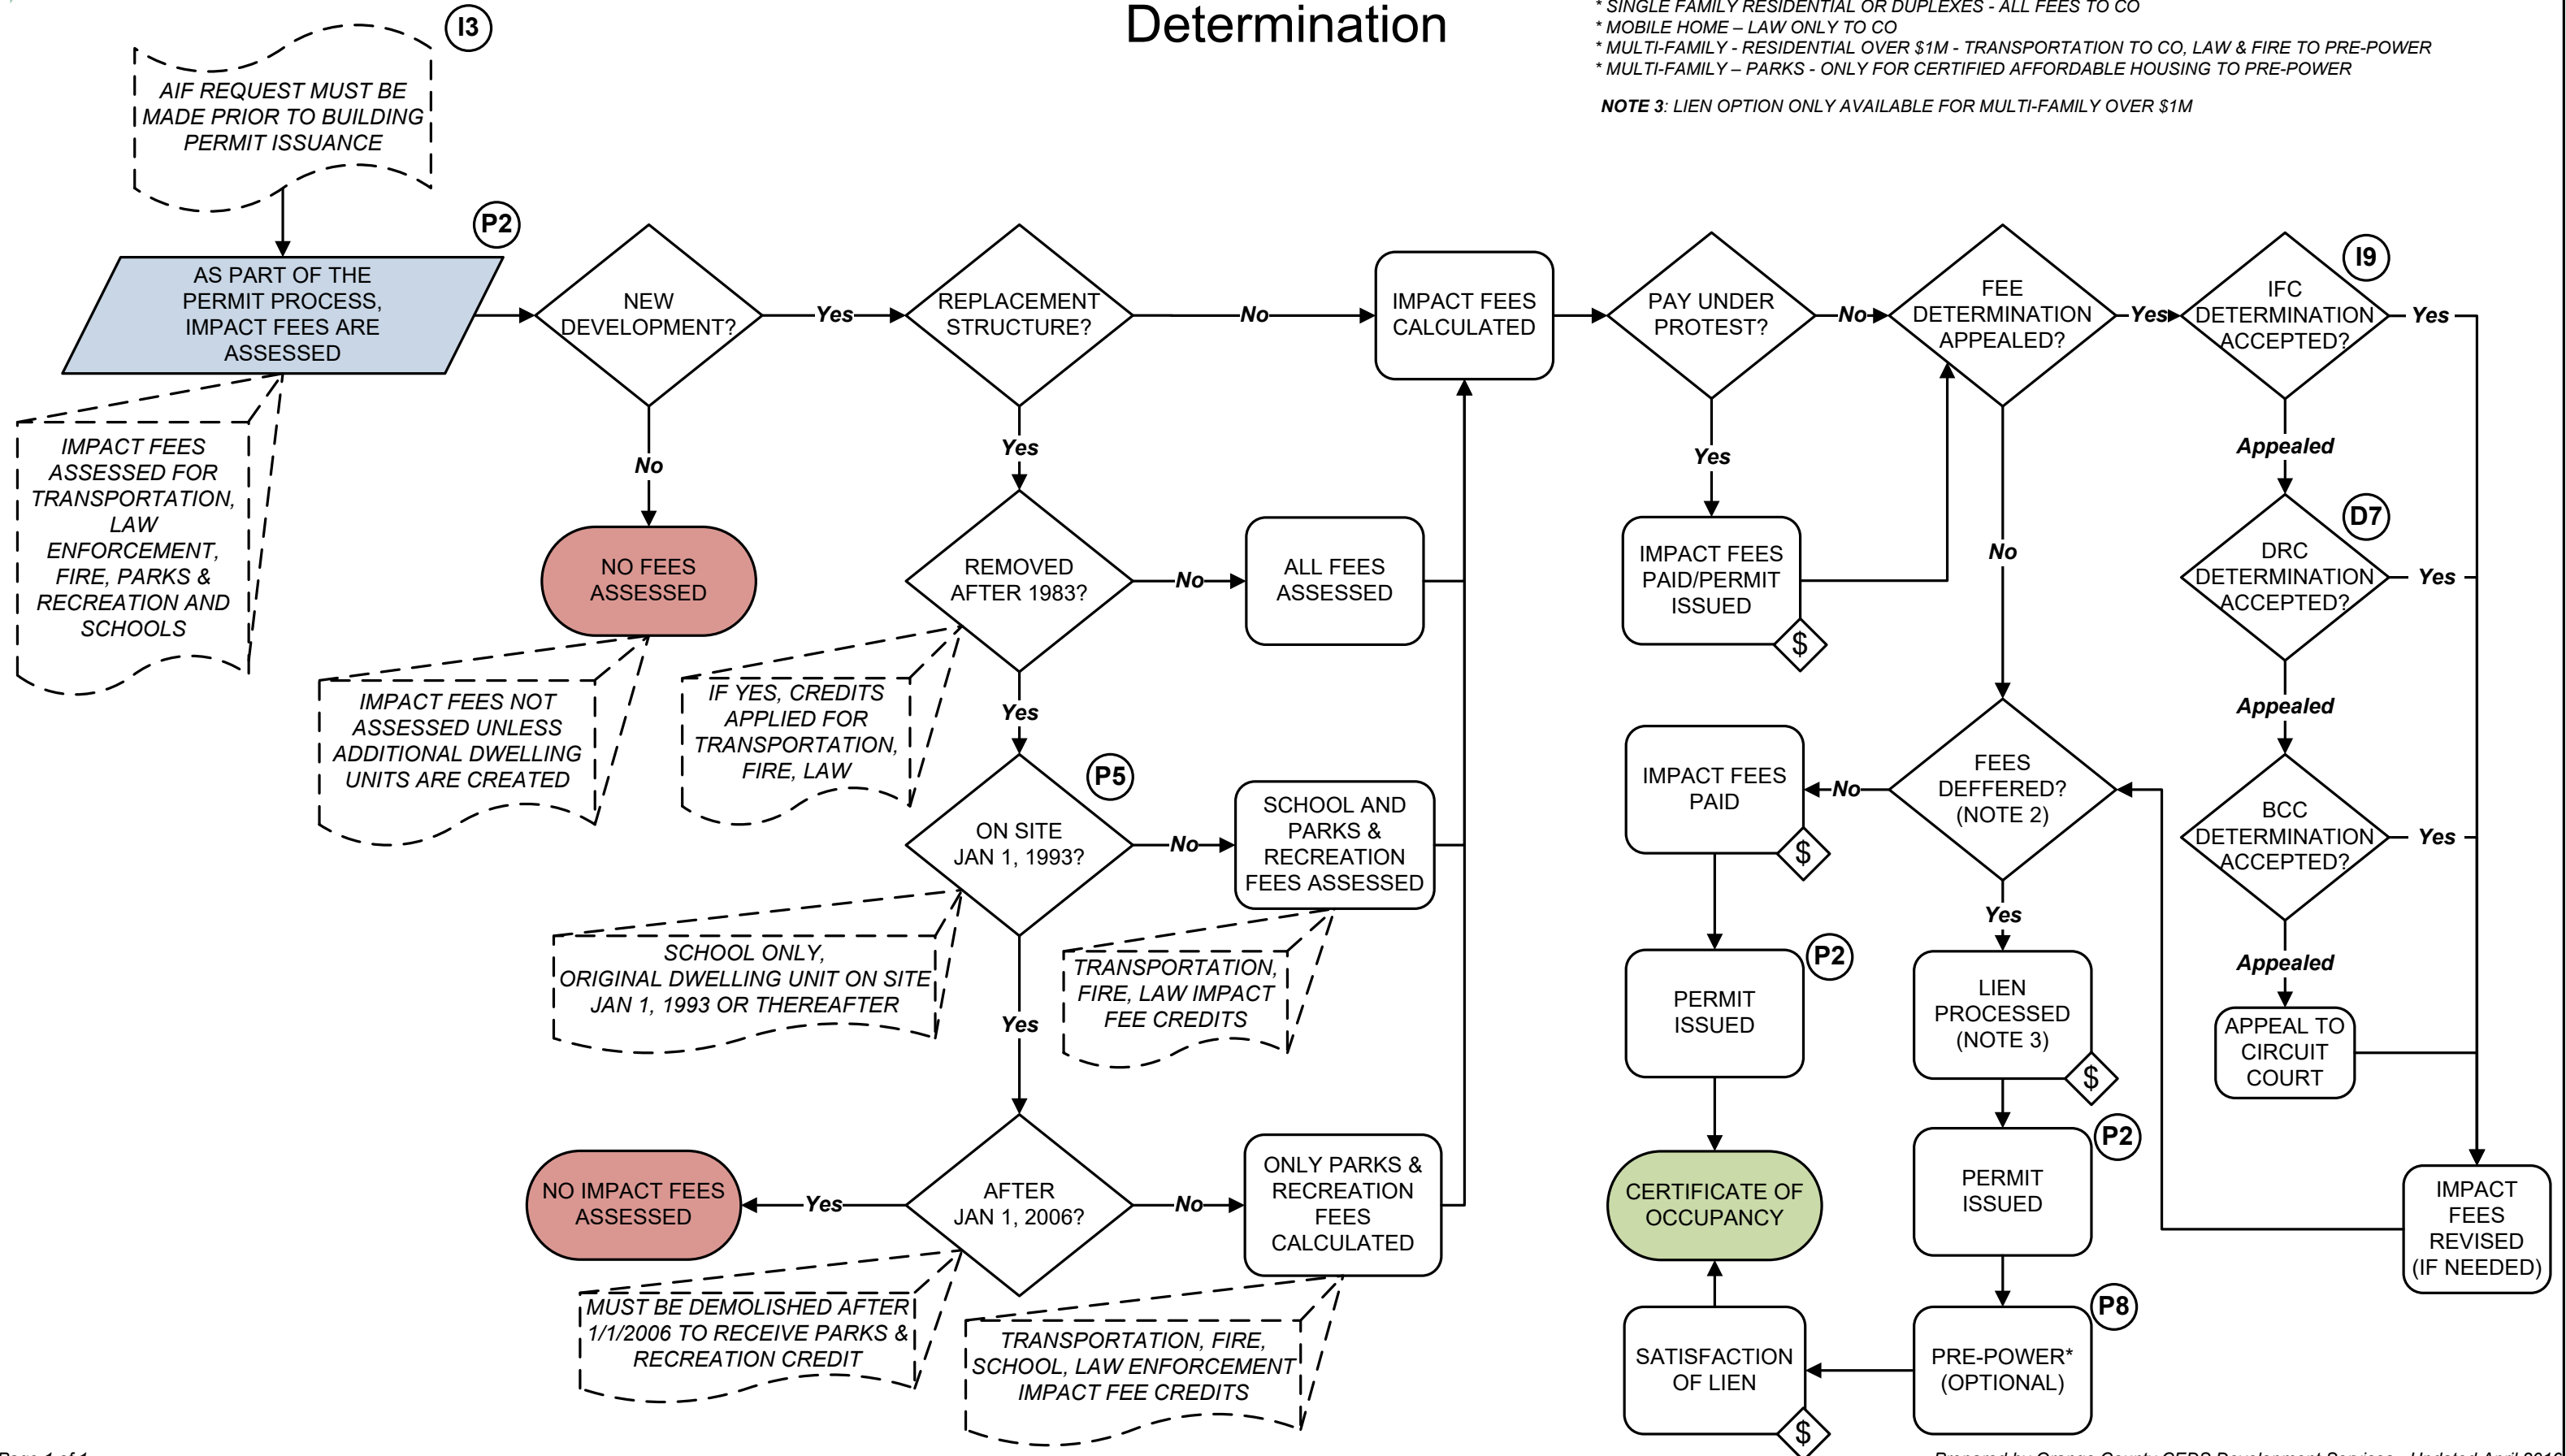 Determination
* SINGLE FAMILY RESIDENTIAL OR DUPLEXES - ALL FEES TO CO
* MOBILE HOME – LAW ONLY TO CO
* MULTI-FAMILY - RESIDENTIAL OVER $1M - TRANSPORTATION TO CO, LAW & FIRE TO PRE-POWER
* MULTI-FAMILY – PARKS - ONLY FOR CERTIFIED AFFORDABLE HOUSING TO PRE-POWER
NOTE 3: LIEN OPTION ONLY AVAILABLE FOR MULTI-FAMILY OVER $1M
I3
AIF REQUEST MUST BE
MADE PRIOR TO BUILDING
PERMIT ISSUANCE
P2
AS PART OF THE
PERMIT PROCESS,
IMPACT FEES ARE
ASSESSED
IMPACT FEES
ASSESSED FOR
TRANSPORTATION,
LAW
ENFORCEMENT,
FIRE, PARKS &
RECREATION AND
SCHOOLS
NEW
DEVELOPMENT?
Yes
No
NO FEES
ASSESSED
IMPACT FEES NOT
ASSESSED UNLESS
ADDITIONAL DWELLING
UNITS ARE CREATED
REPLACEMENT
STRUCTURE?
No
Yes
REMOVED
AFTER 1983?
No
ALL FEES
ASSESSED
IF YES, CREDITS
APPLIED FOR
TRANSPORTATION,
FIRE, LAW
Yes
P5
ON SITE
JAN 1, 1993?
No
SCHOOL AND
PARKS &
RECREATION
FEES ASSESSED
SCHOOL ONLY,
ORIGINAL DWELLING UNIT ON SITE
JAN 1, 1993 OR THEREAFTER
TRANSPORTATION,
FIRE, LAW IMPACT
FEE CREDITS
Yes
AFTER
JAN 1, 2006?
Yes
NO IMPACT FEES
ASSESSED
No
ONLY PARKS &
RECREATION
FEES
CALCULATED
MUST BE DEMOLISHED AFTER
1/1/2006 TO RECEIVE PARKS &
RECREATION CREDIT
TRANSPORTATION, FIRE,
SCHOOL, LAW ENFORCEMENT
IMPACT FEE CREDITS
IMPACT FEES
CALCULATED
PAY UNDER
PROTEST?
No
Yes
IMPACT FEES
PAID/PERMIT
ISSUED
$
FEE
DETERMINATION
APPEALED?
Yes
No
FEES
DEFFERED?
(NOTE 2)
No
IMPACT FEES
PAID
$
PERMIT
ISSUED
P2
CERTIFICATE OF
OCCUPANCY
Yes
LIEN
PROCESSED
(NOTE 3)
$
P2
PERMIT
ISSUED
P8
PRE-POWER*
(OPTIONAL)
SATISFACTION
OF LIEN
$
I9
IFC
DETERMINATION
ACCEPTED?
Yes
Appealed
D7
DRC
DETERMINATION
ACCEPTED?
Yes
Appealed
BCC
DETERMINATION
ACCEPTED?
Yes
Appealed
APPEAL TO
CIRCUIT
COURT
IMPACT
FEES
REVISED
(IF NEEDED)